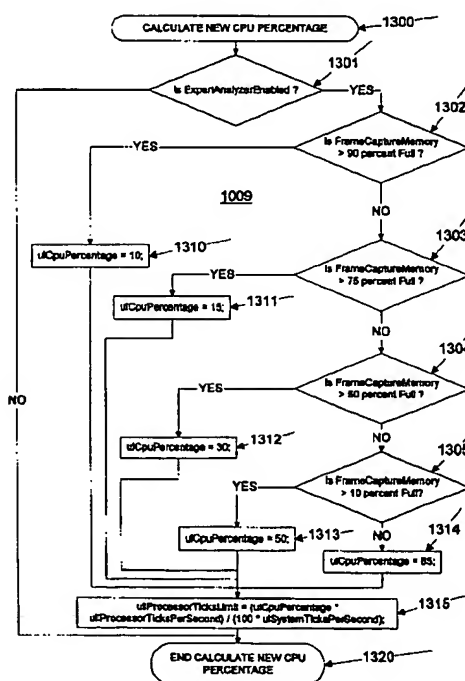 CALCULATE NEW CPU PERCENTAGE
1300
1301
Is ExpertAnalyzerEnabled ?
YES
1302
Is FrameCaptureMemory
> 90 percent Full ?
YES
1009
NO
1303
Is FrameCaptureMemory
> 75 percent Full ?
YES
1310
ulCpuPercentage = 10;
1311
ulCpuPercentage = 15;
NO
1304
Is FrameCaptureMemory
percent Full ?
YES
NO
1312
ulCpuPercentage = 30;
NO
1305
Is FrameCaptureMemory
> 10 percent Full?
YES
NO
1313
ulCpuPercentage = 50;
1314
ulCpuPercentage =
1315
ulProcessorTicksLimit = (ulCpuPercentage *
ulProcessorTicksPerSecond) / (100 * ulSystemTicksPerSecond);
END CALCULATE NEW CPU
PERCENTAGE
1320